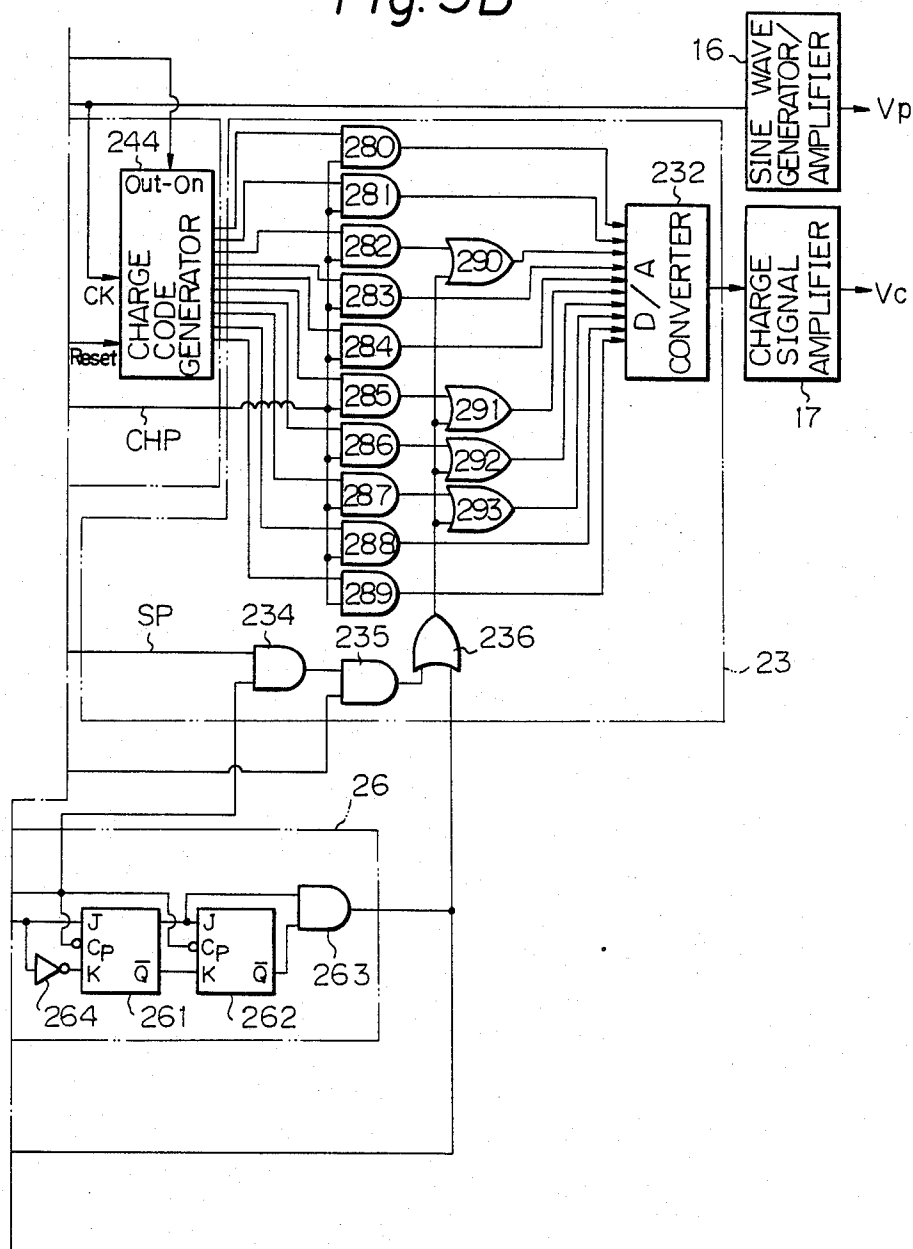 Fig. 5B
16
SINE WAVE
GENERATOR/
AMPLIFIER
Vp
244
Out-On
CHARGE
CODE
GENERATOR
CK
Reset
CHP
280
281
282
283
284
285
286
287
288
289
290
291
292
293
232
D/A
CONVERTER
CHARGE
SIGNAL
AMPLIFIER
Vc
17
SP
234
235
236
23
26
J
CP
K
Q̅
J
CP
K
Q̅
264
261
262
263